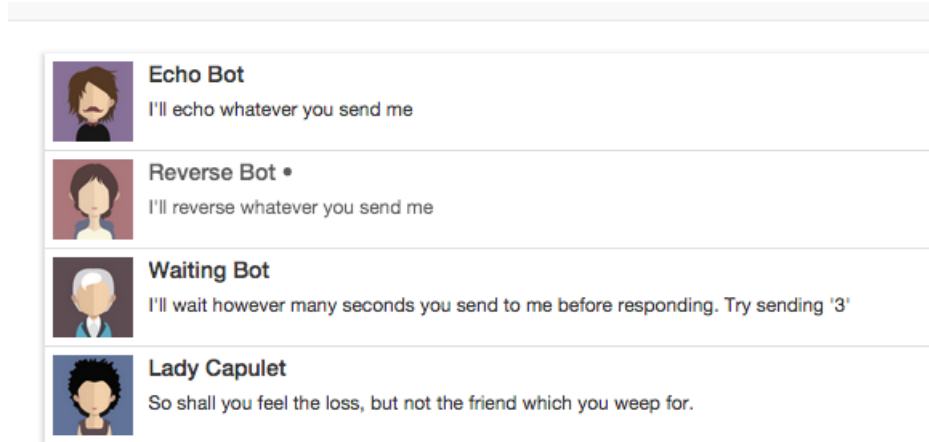 Echo Bot
I'll echo whatever you send me
Reverse Bot •
I'll reverse whatever you send me
Waiting Bot
I'll wait however many seconds you send to me before responding. Try sending '3'
Lady Capulet
So shall you feel the loss, but not the friend which you weep for.